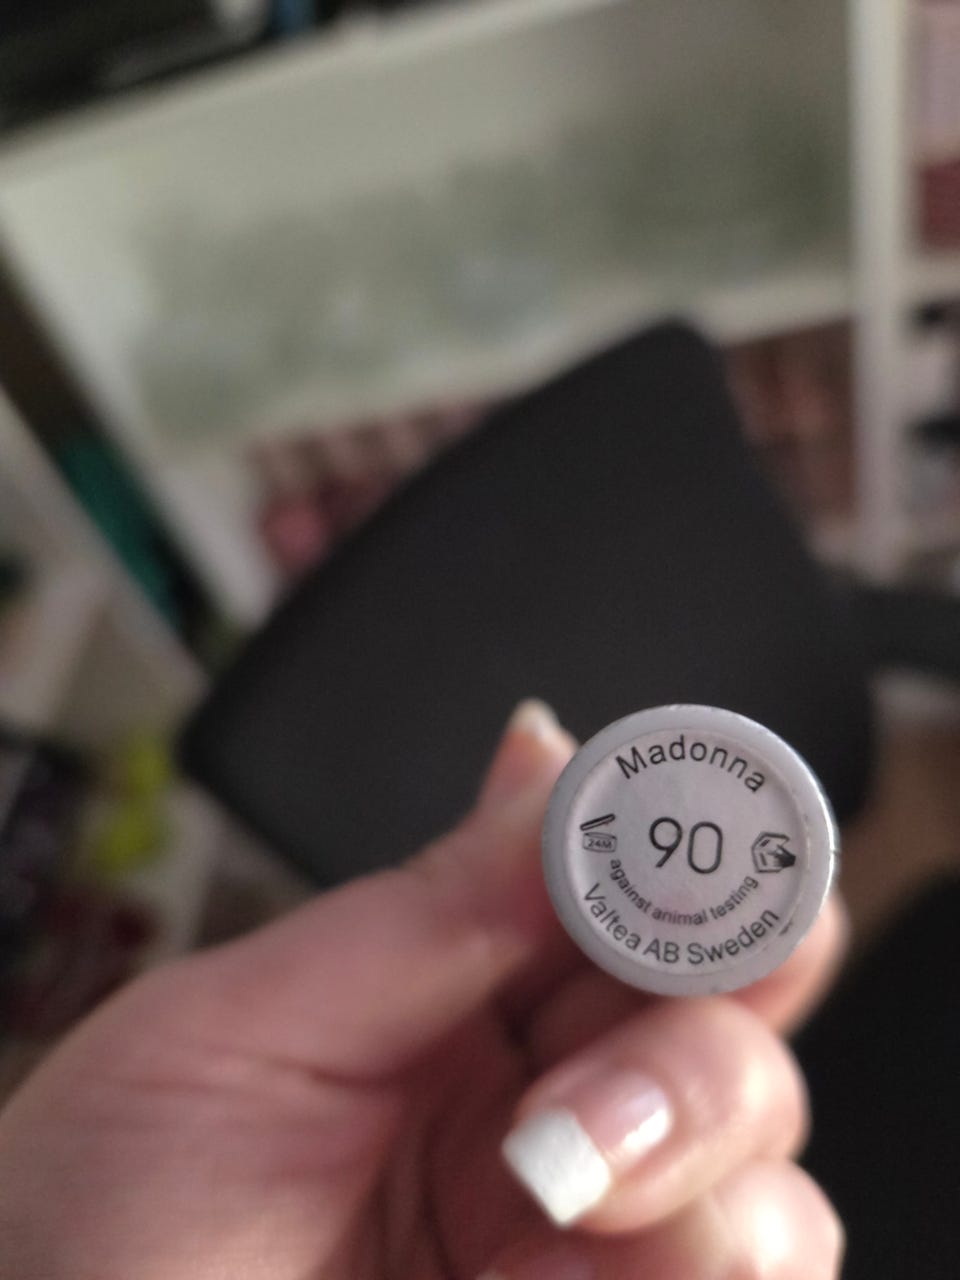 Madonna
90
24M
against animal testing
Valtea AB Sweden